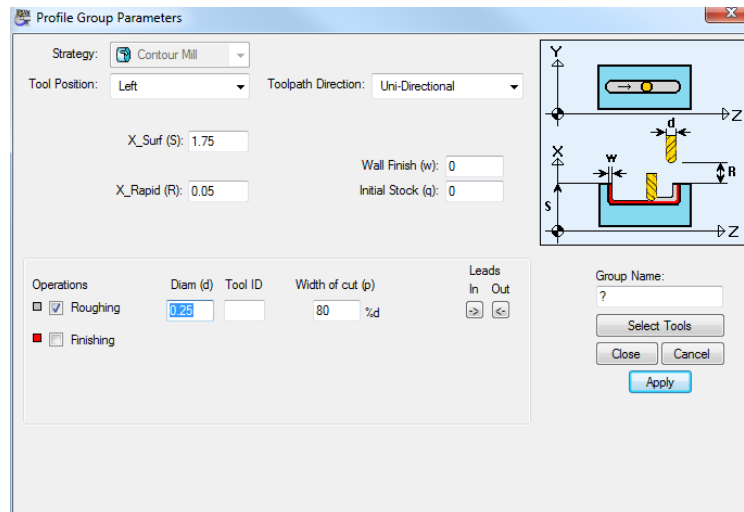 Profile Group Parameters
Strategy: Contour Mill
Tool Position: Left Toolpath Direction: Uni-Directional
X_Surf (S): 1.75
Wall Finish (w): 0
X_Rapid (R): 0.05 Initial Stock (q): 0
Y
Z
d
X
w
R
S
Z
Operations Diam (d) Tool ID Width of cut (p) Leads
In Out
Roughing 0.25 80 %d -> <-
Finishing
Group Name:
?
Select Tools
Close Cancel
Apply